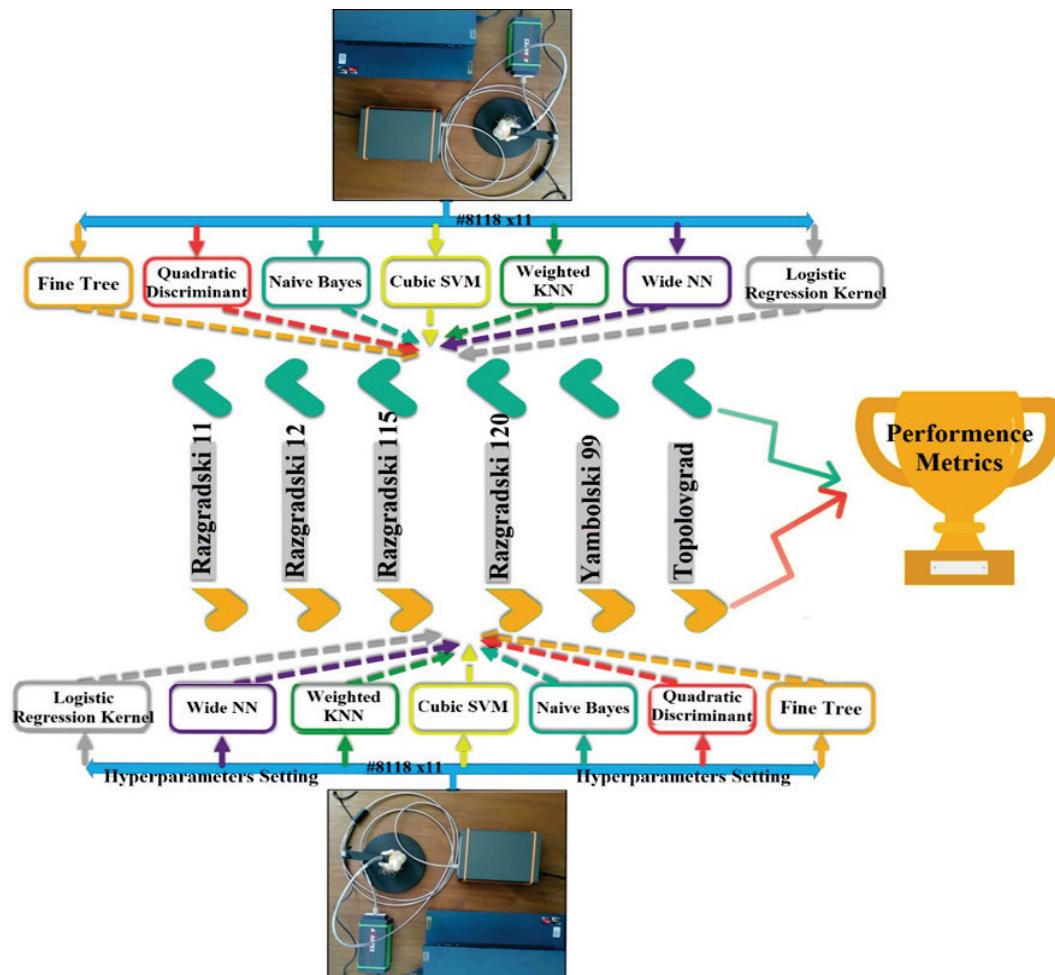 #8118 x11
Fine Tree
Quadratic
Discriminant
Naive Bayes
Cubic SVM
Weighted
KNN
Wide NN
Logistic
Regression Kernel
Razgradski 11
Razgradski 12
Razgradski 115
Razgradski 120
Yambolski 99
Topolovgrad
Performence
Metrics
Logistic
Regression Kernel
Wide NN
Weighted
KNN
Cubic SVM
Naive Bayes
Quadratic
Discriminant
Fine Tree
#8118 x11
Hyperparameters Setting
Hyperparameters Setting